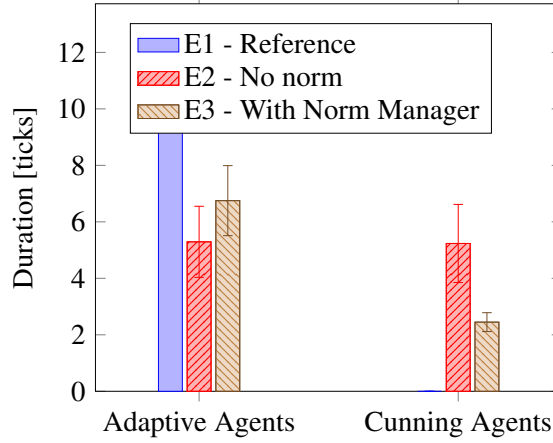 E1 - Reference
E2 - No norm
E3 - With Norm Manager
Duration [ticks]
12
10
8
6
4
2
0
Adaptive Agents
Cunning Agents